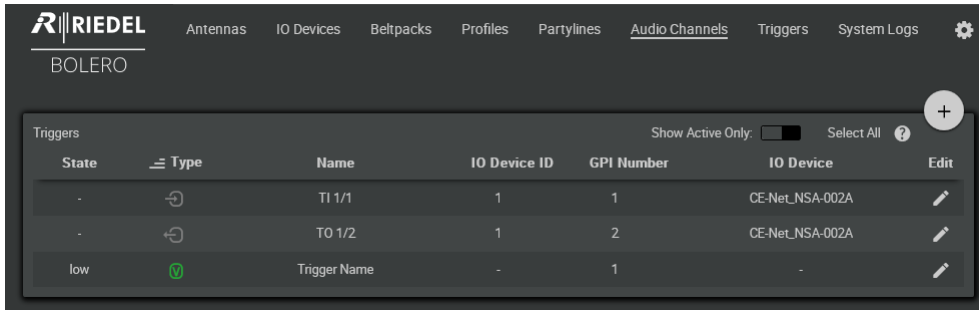 RIEDEL
BOLERO
Antennas IO Devices Beltpacks Profiles Partylines Audio Channels Triggers System Logs
+
Triggers Show Active Only: Select All ?
State Type Name IO Device ID GPI Number IO Device Edit
- TI 1/1 1 1 CE-Net_NSA-002A
- TO 1/2 1 2 CE-Net_NSA-002A
low V Trigger Name - 1 -